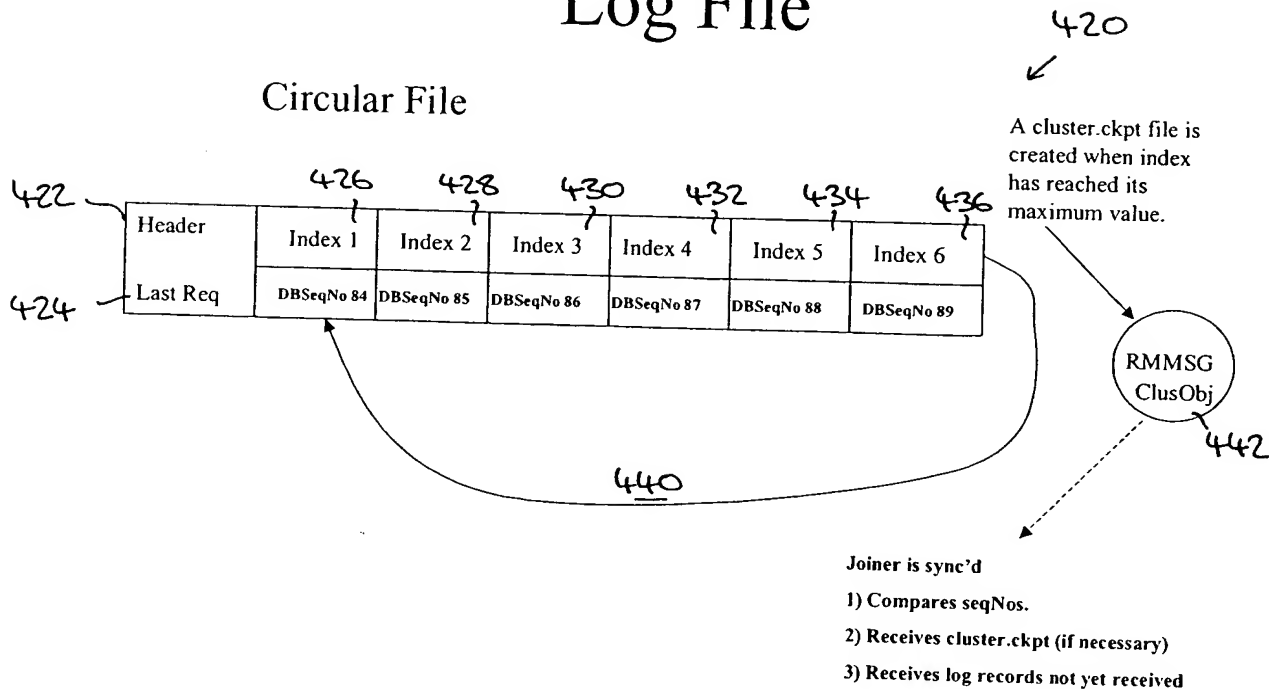 Log File
420
Circular File
A cluster.ckpt file is
created when index
has reached its
maximum value.
422
426
428
430
432
434
436
Header
Index 1
Index 2
Index 3
Index 4
Index 5
Index 6
424
Last Req
DBSeqNo 84
DBSeqNo 85
DBSeqNo 86
DBSeqNo 87
DBSeqNo 88
DBSeqNo 89
RMMSG
ClusObj
442
440
Joiner is sync'd
1) Compares seqNos.
2) Receives cluster.ckpt (if necessary)
3) Receives log records not yet received